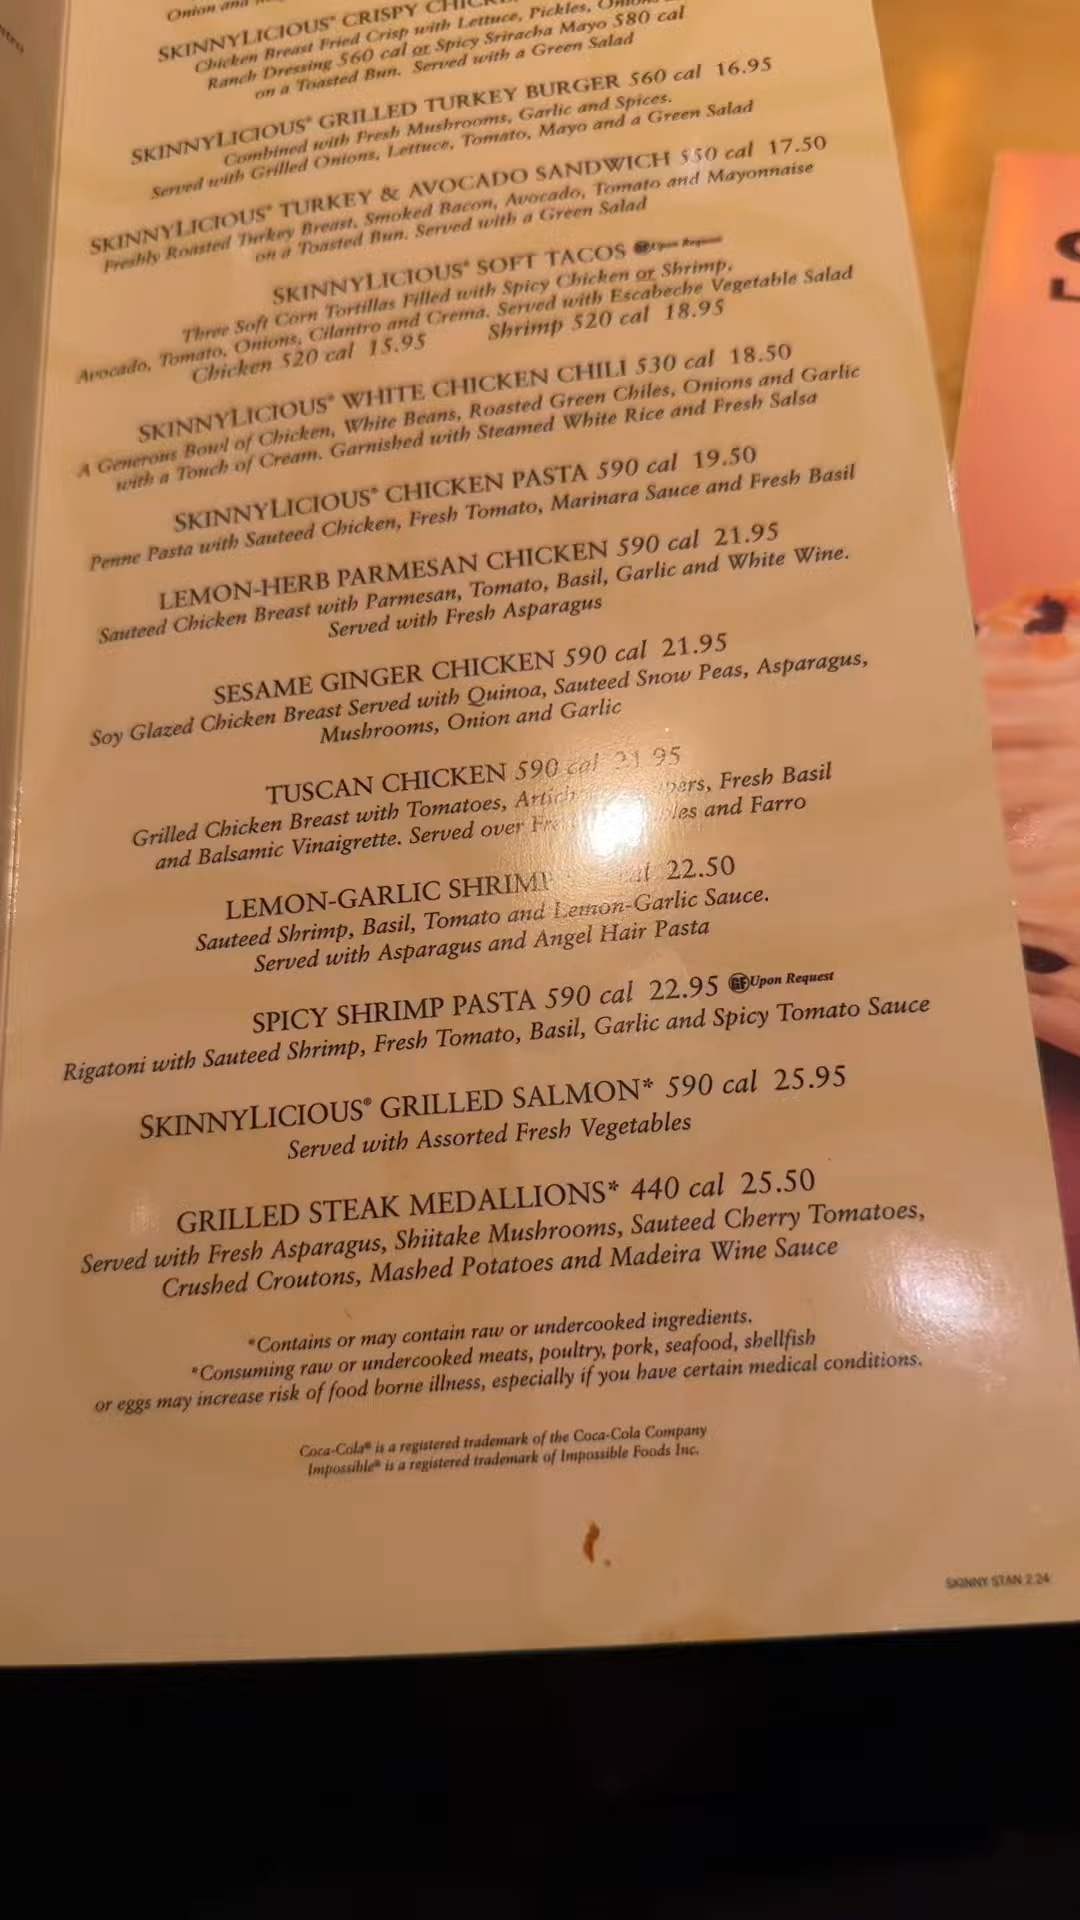 Onion and
SKINNYLICIOUS® CRISPY
Chicken Breast Fried Crisp with Lettuce, Pickles,
Ranch Dressing 560 cal or Spicy Sriracha Mayo 580 cal
on a Toasted Bun. Served with a Green Salad
SKINNYLICIOUS® GRILLED TURKEY BURGER 560 cal 16.95
Combined with Fresh Mushrooms, Garlic and Spices.
Served with Grilled Onions, Lettuce, Tomato, Mayo and a Green Salad
SKINNYLICIOUS® TURKEY & AVOCADO SANDWICH 550 cal 17.50
Freshly Roasted Turkey Breast, Smoked Bacon, Avocado, Tomato and Mayonnaise
on a Toasted Bun. Served with a Green Salad
SKINNYLICIOUS® SOFT TACOS GF Upon Request
Three Soft Corn Tortillas Filled with Spicy Chicken or Shrimp,
Avocado, Tomato, Onions, Cilantro and Crema. Served with Escabeche Vegetable Salad
Chicken 520 cal 15.95 Shrimp 520 cal 18.95
SKINNYLICIOUS® WHITE CHICKEN CHILI 530 cal 18.50
A Generous Bowl of Chicken, White Beans, Roasted Green Chiles, Onions and Garlic
with a Touch of Cream. Garnished with Steamed White Rice and Fresh Salsa
SKINNYLICIOUS® CHICKEN PASTA 590 cal 19.50
Penne Pasta with Sauteed Chicken, Fresh Tomato, Marinara Sauce and Fresh Basil
LEMON-HERB PARMESAN CHICKEN 590 cal 21.95
Sauteed Chicken Breast with Parmesan, Tomato, Basil, Garlic and White Wine.
Served with Fresh Asparagus
SESAME GINGER CHICKEN 590 cal 21.95
Soy Glazed Chicken Breast Served with Quinoa, Sauteed Snow Peas, Asparagus,
Mushrooms, Onion and Garlic
TUSCAN CHICKEN 590 cal 21.95
Grilled Chicken Breast with Tomatoes, Fresh Basil
and Balsamic Vinaigrette. Served over and Farro
LEMON-GARLIC SHRIMP 22.50
Sauteed Shrimp, Basil, Tomato and Lemon-Garlic Sauce.
Served with Asparagus and Angel Hair Pasta
SPICY SHRIMP PASTA 590 cal 22.95 GF Upon Request
Rigatoni with Sauteed Shrimp, Fresh Tomato, Basil, Garlic and Spicy Tomato Sauce
SKINNYLICIOUS® GRILLED SALMON* 590 cal 25.95
Served with Assorted Fresh Vegetables
GRILLED STEAK MEDALLIONS* 440 cal 25.50
Served with Fresh Asparagus, Shiitake Mushrooms, Sauteed Cherry Tomatoes,
Crushed Croutons, Mashed Potatoes and Madeira Wine Sauce
*Contains or may contain raw or undercooked ingredients.
*Consuming raw or undercooked meats, poultry, pork, seafood, shellfish
or eggs may increase risk of food borne illness, especially if you have certain medical conditions.
Coca-Cola® is a registered trademark of the Coca-Cola Company
Impossible® is a registered trademark of Impossible Foods Inc.
SKINNY STAN 2.24